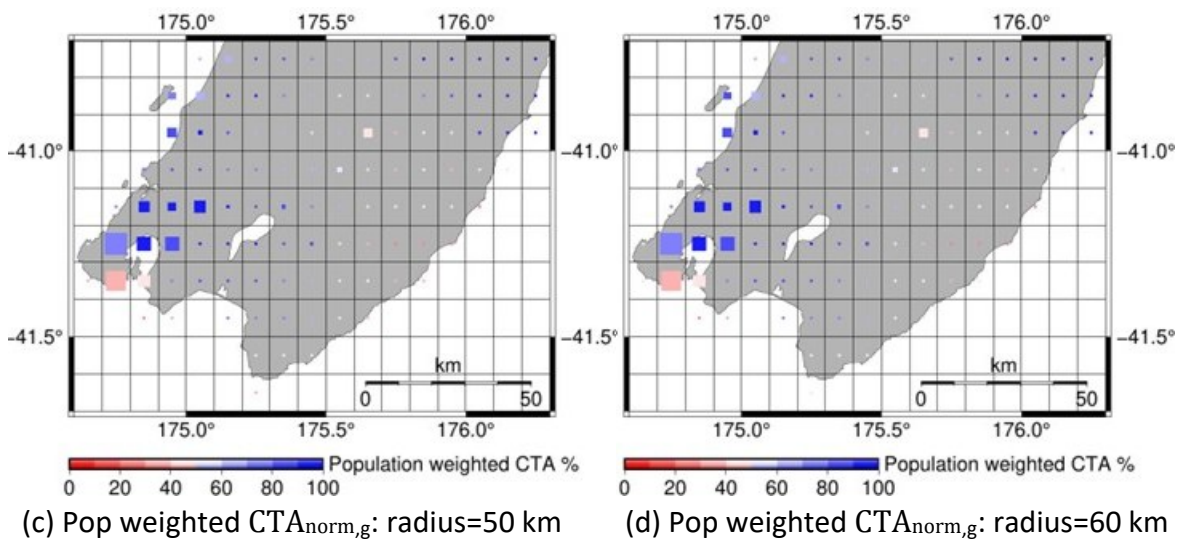 175.0° 175.5° 176.0°
-41.0°
-41.5°
km
0 50
175.0° 175.5° 176.0°
Population weighted CTA %
0 20 40 60 80 100
(c) Pop weighted CTAnorm,g: radius=50 km
175.0° 175.5° 176.0°
-41.0° -41.0°
-41.5° -41.5°
km
0 50
175.0° 175.5° 176.0°
Population weighted CTA %
0 20 40 60 80 100
(d) Pop weighted CTAnorm,g: radius=60 km